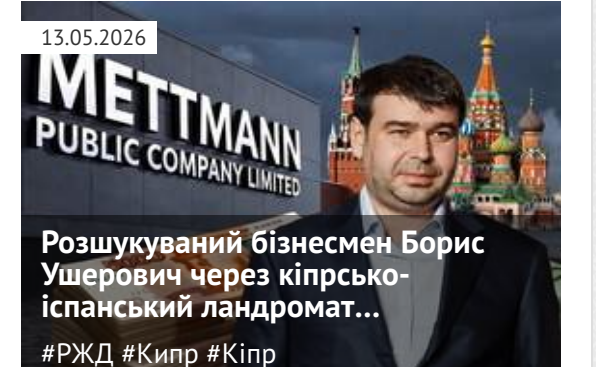 13.05.2026
METTMANN
PUBLIC COMPANY LIMITED
Розшукуваний бізнесмен Борис
Ушерович через кіпрсько-
іспанський ландромат...
#РЖД #Кипр #Кіпр